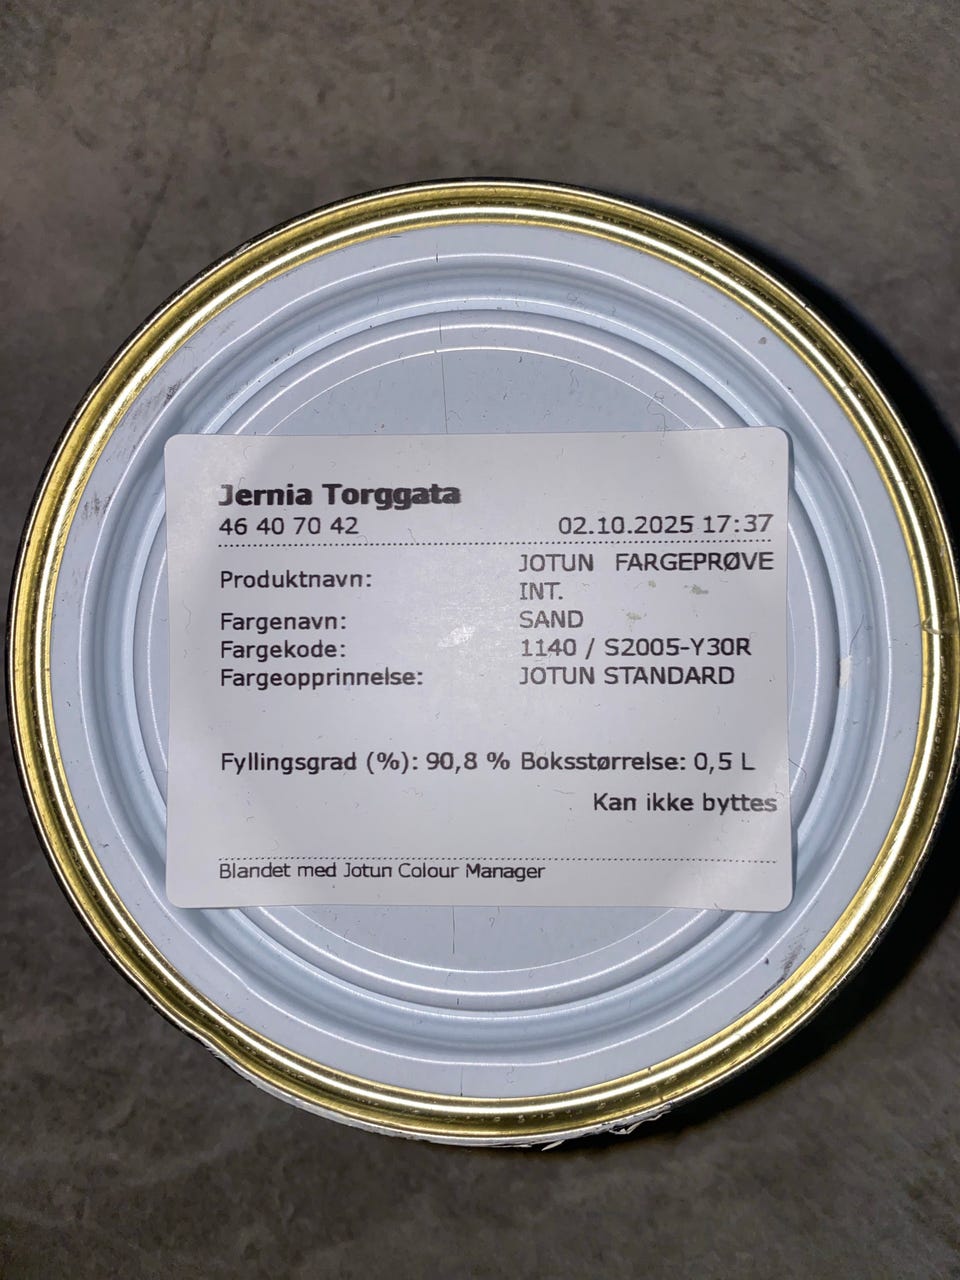 Jernia Torggata
46 40 70 42 02.10.2025 17:37
Produktnavn: JOTUN FARGEPRØVE
INT.
Fargenavn: SAND
Fargekode: 1140 / S2005-Y30R
Fargeopprinnelse: JOTUN STANDARD
Fyllingsgrad (%): 90,8 % Boksstørrelse: 0,5 L
Kan ikke byttes
Blandet med Jotun Colour Manager